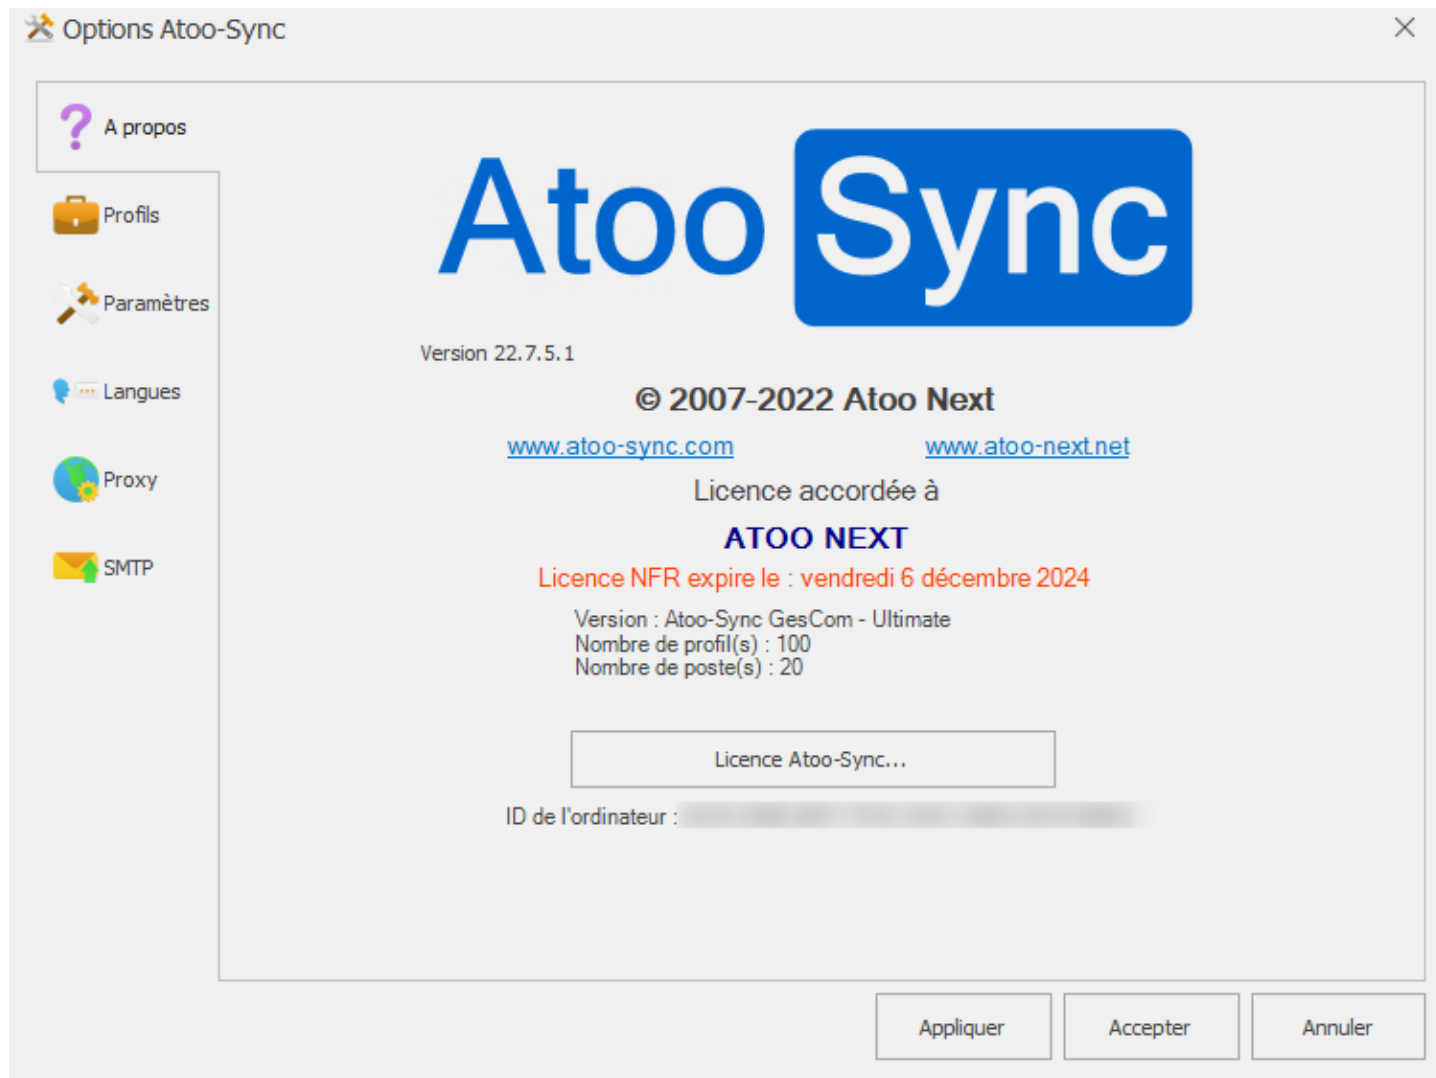 Options Atoo-Sync
A propos
Profils
Paramètres
Langues
Proxy
SMTP
Atoo Sync
Version 22.7.5.1
© 2007-2022 Atoo Next
www.atoo-sync.com www.atoo-next.net
Licence accordée à
ATOO NEXT
Licence NFR expire le : vendredi 6 décembre 2024
Version : Atoo-Sync GesCom - Ultimate
Nombre de profil(s) : 100
Nombre de poste(s) : 20
Licence Atoo-Sync...
ID de l'ordinateur :
Appliquer Accepter Annuler